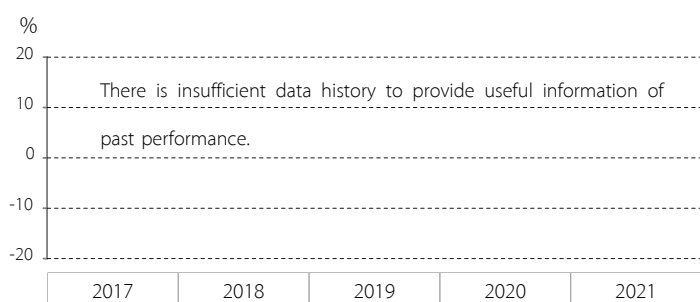 %
20
There is insufficient data history to provide useful information of
10
past performance.
0
-10
-20
2017 2018 2019 2020 2021